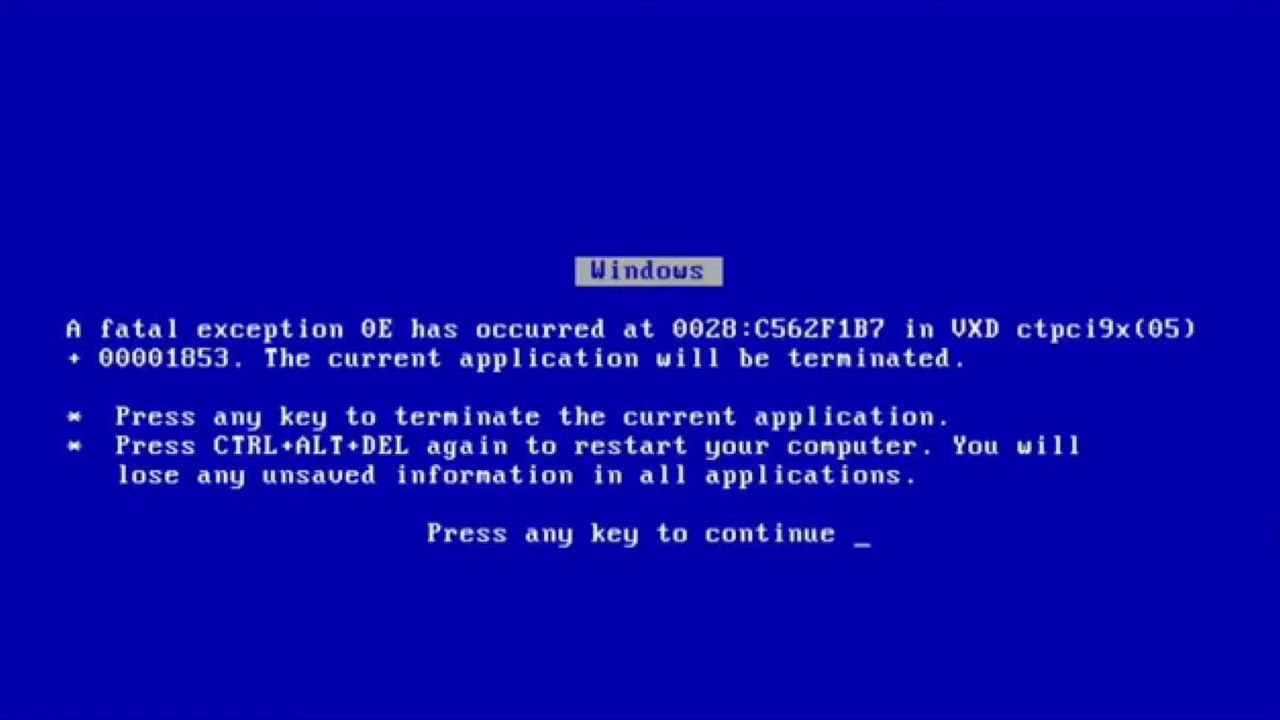 Windows
A fatal exception 0E has occurred at 0028:C562F1B7 in VXD ctpci9x(05)
+ 00001853. The current application will be terminated.
* Press any key to terminate the current application.
* Press CTRL+ALT+DEL again to restart your computer. You will
lose any unsaved information in all applications.
Press any key to continue _